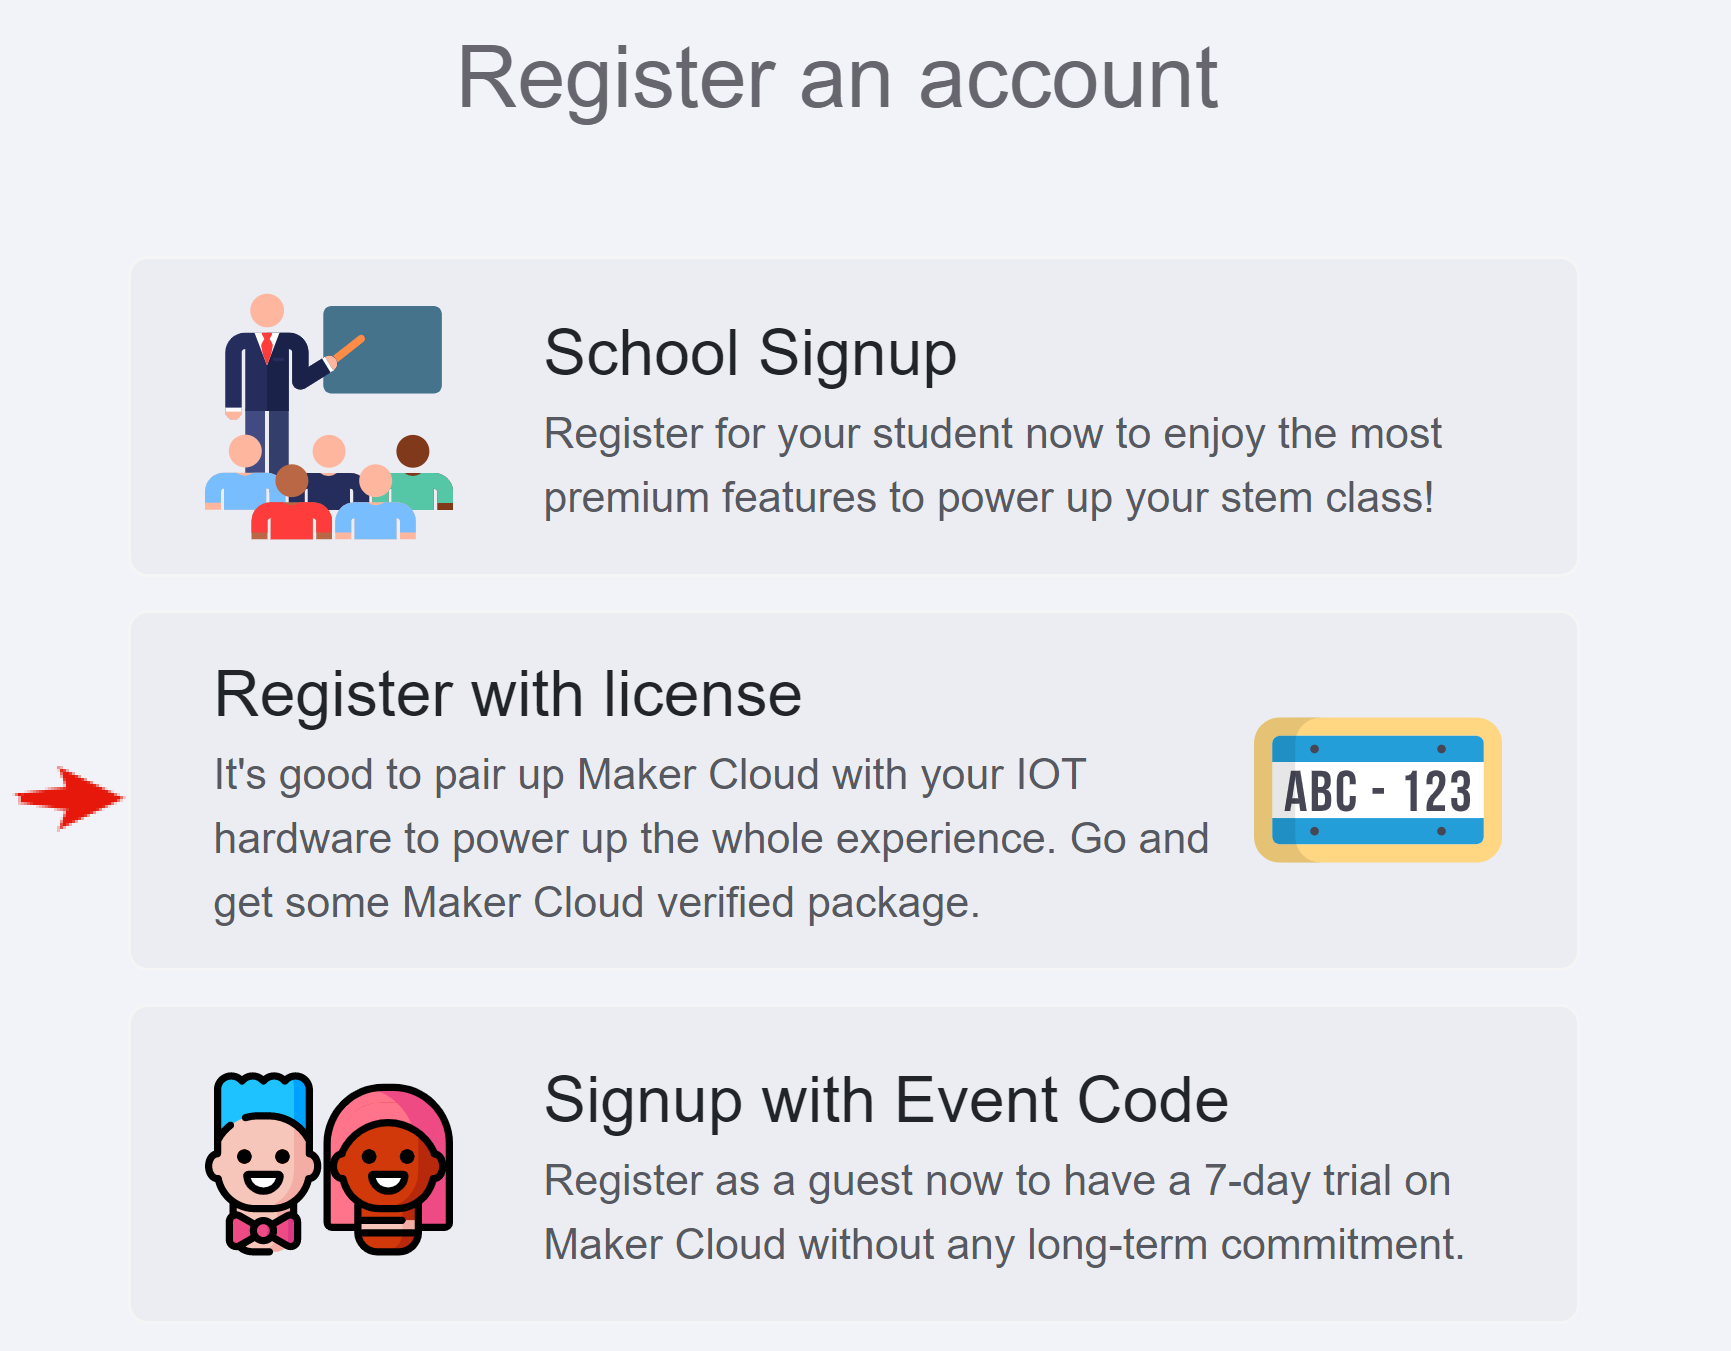 Register an account
School Signup
Register for your student now to enjoy the most
premium features to power up your stem class!
Register with license
It's good to pair up Maker Cloud with your IOT
hardware to power up the whole experience. Go and
get some Maker Cloud verified package.
ABC - 123
Signup with Event Code
Register as a guest now to have a 7-day trial on
Maker Cloud without any long-term commitment.